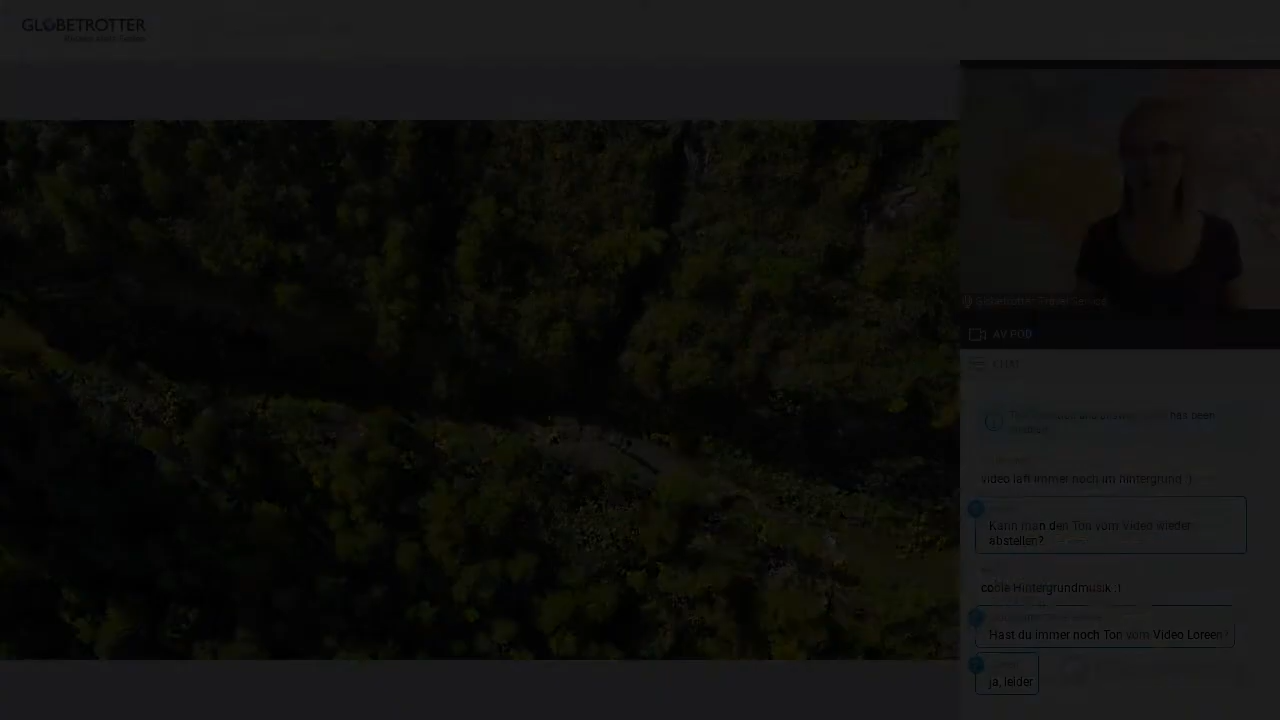 GLOBETROTTER
Globetrotter Travel Service
AV POD
CHAT
has been
video läft immer noch im hintergrung :)
Kann man den Ton vom Video wieder
abstellen?
coole Hintergrundmusik :)
Hast du immer noch Ton vom Video Loreen?
ja, leider